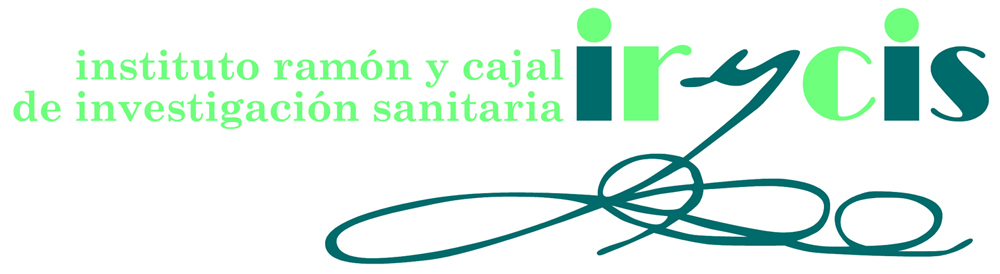 instituto ramón y cajal
de investigación sanitaria
irycis